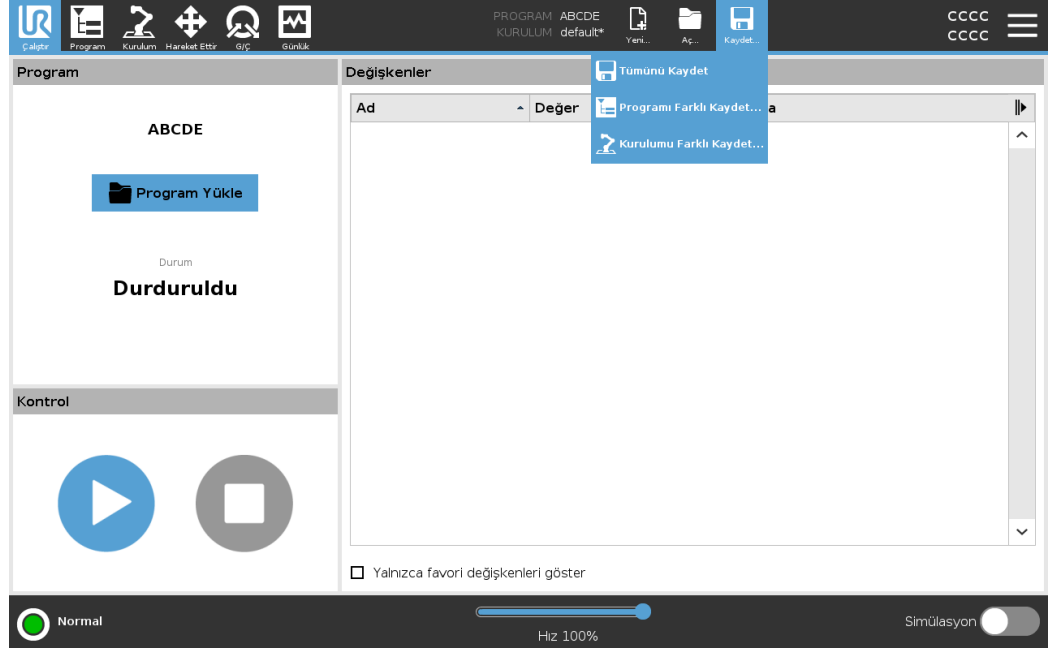 PROGRAM ABCDE
KURULUM default*
CCCC
CCCC
Çalıştır Program Kurulum Hareket Ettir G/Ç Günlük
Yeni... Aç... Kaydet...
Program
Değişkenler
Tümünü Kaydet
Programı Farklı Kaydet...
Kurulumu Farklı Kaydet...
Ad Değer a
ABCDE
Program Yükle
Durum
Durduruldu
Kontrol
Yalnızca favori değişkenleri göster
Normal
Hız 100%
Simülasyon